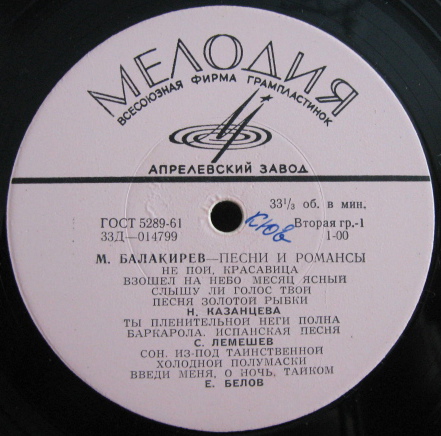 МЕЛОДИЯ
ВСЕСОЮЗНАЯ ФИРМА ГРАМПЛАСТИНОК
АПРЕЛЕВСКИЙ ЗАВОД
33⅓ об. в мин.
ГОСТ 5289-61
Вторая гр.-1
33Д—014799
1-00
М. БАЛАКИРЕВ—ПЕСНИ И РОМАНСЫ
НЕ ПОЙ, КРАСАВИЦА
ВЗОШЕЛ НА НЕБО МЕСЯЦ ЯСНЫЙ
СЛЫШУ ЛИ ГОЛОС ТВОЙ
ПЕСНЯ ЗОЛОТОЙ РЫБКИ
Н. КАЗАНЦЕВА
ТЫ ПЛЕНИТЕЛЬНОЙ НЕГИ ПОЛНА
БАРКАРОЛА. ИСПАНСКАЯ ПЕСНЯ
С. ЛЕМЕШЕВ
СОН. ИЗ-ПОД ТАИНСТВЕННОЙ
ХОЛОДНОЙ ПОЛУМАСКИ
ВВЕДИ МЕНЯ, О НОЧЬ, ТАЙКОМ
Е. БЕЛОВ